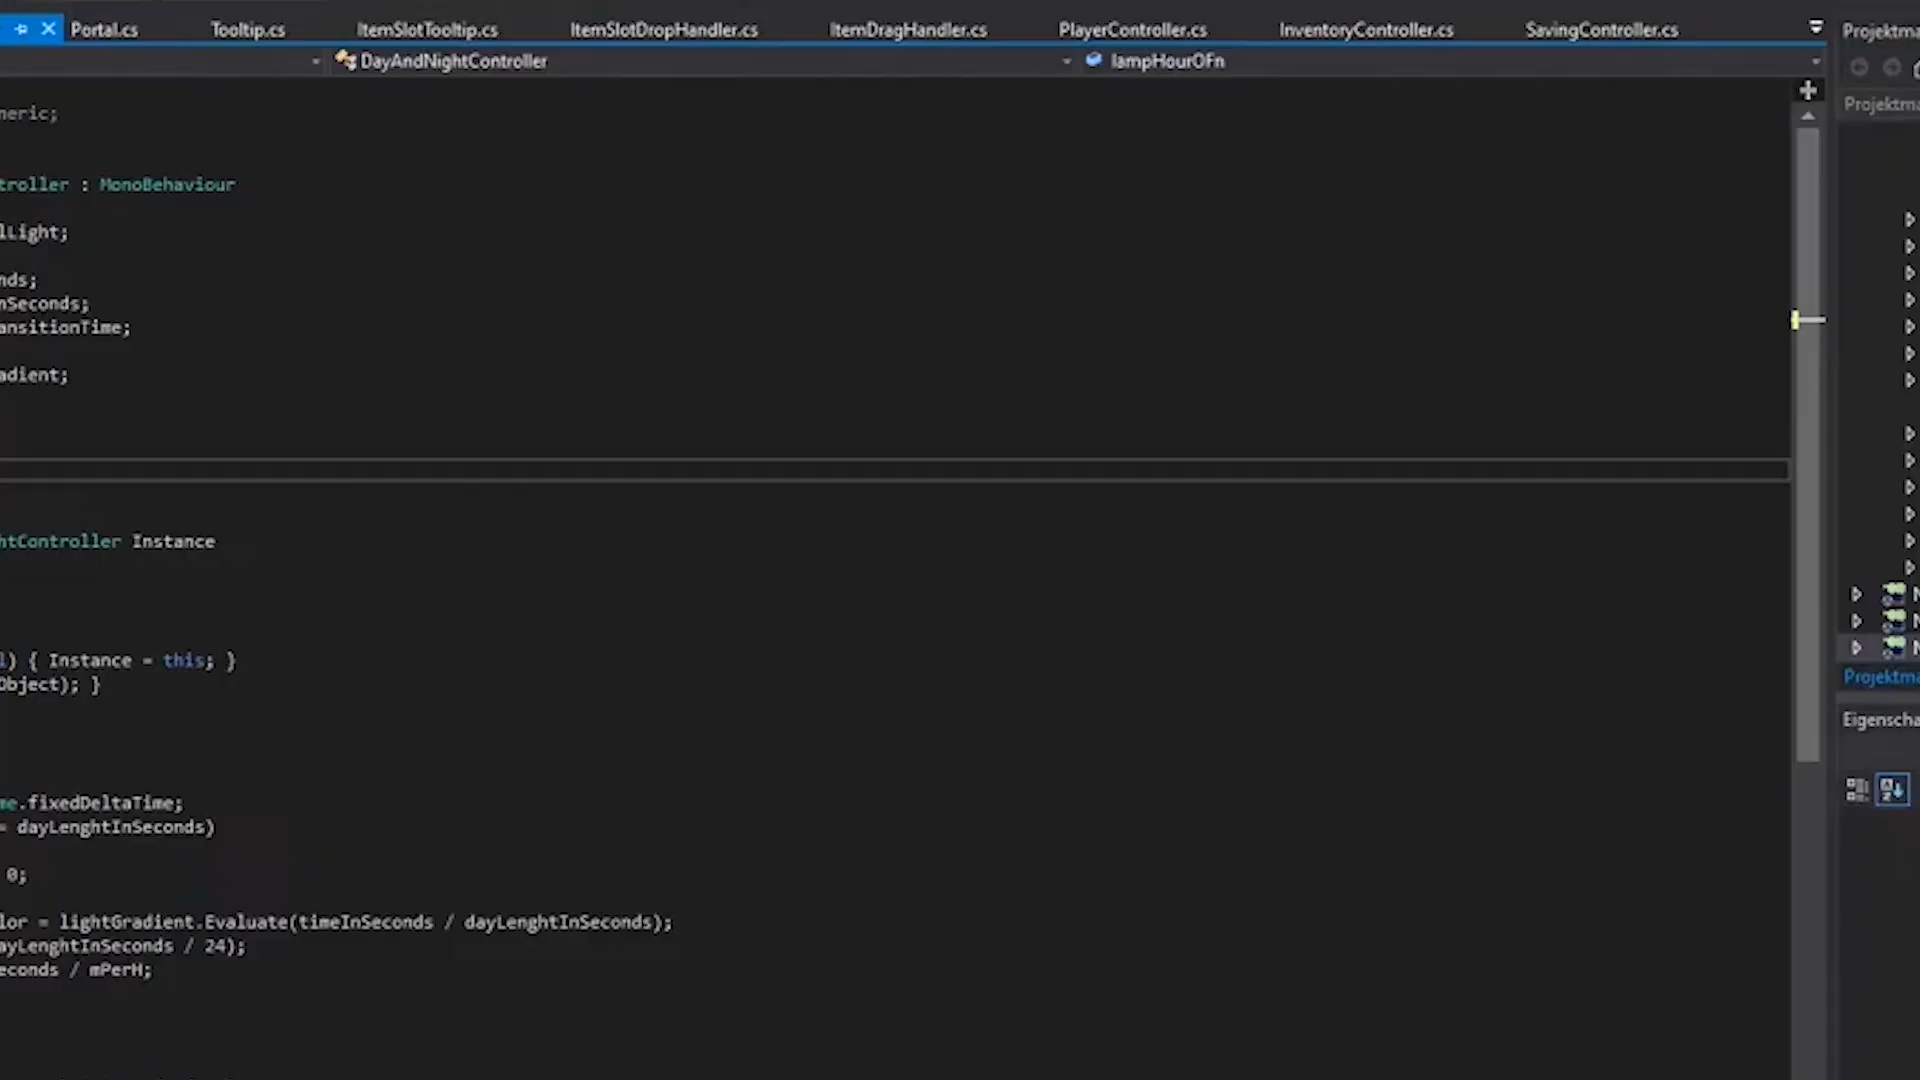 Portal.cs Tooltip.cs ItemSlotTooltip.cs ItemSlotDropHandler.cs ItemDragHandler.cs PlayerController.cs InventoryController.cs SavingController.cs Projektma
DayAndNightController lampHourOFn
Projektma
neric;
troller : MonoBehaviour
lLight;
nds;
nSeconds;
ansitionTime;
adient;
htController Instance
l) { Instance = this; }
Object); }
Projektma
Eigenscha
me.fixedDeltaTime;
= dayLenghtInSeconds)
0;
lor = lightGradient.Evaluate(timeInSeconds / dayLenghtInSeconds);
ayLenghtInSeconds / 24);
econds / mPerH;